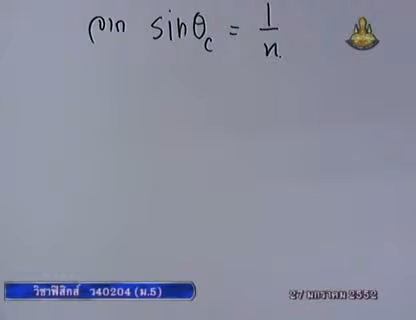 จาก sinθc = 1/n.
วิชาฟิสิกส์ ว40204 (ม.5)
27 มกราคม 2552